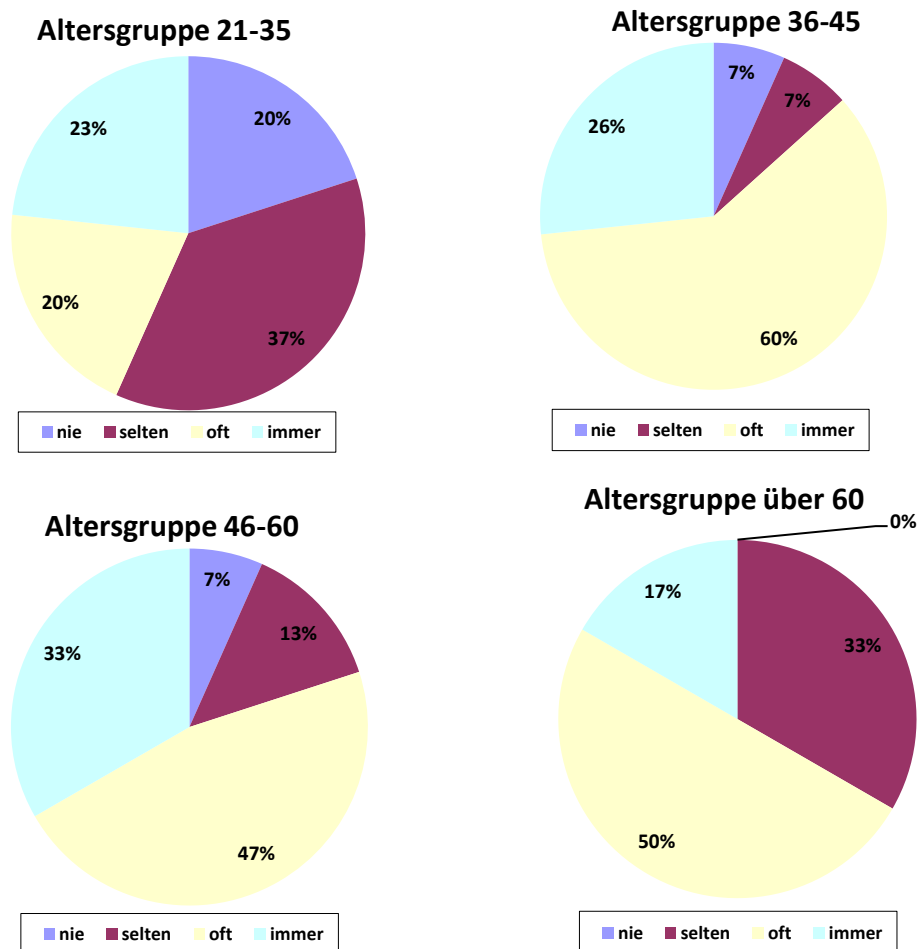 Altersgruppe 21-35
20%
37%
20%
23%
nie selten oft immer
Altersgruppe 36-45
7%
7%
60%
26%
nie selten oft immer
Altersgruppe 46-60
7%
13%
47%
33%
nie selten oft immer
Altersgruppe über 60
0%
33%
50%
17%
nie selten oft immer